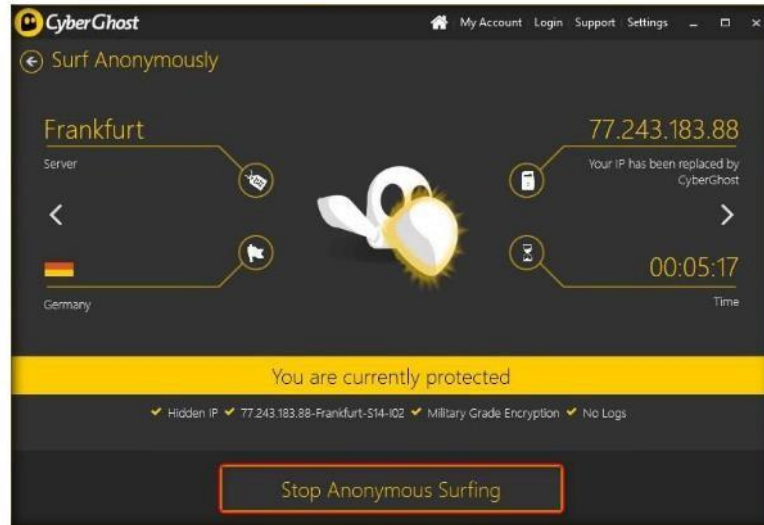 CyberGhost
My Account Login Support Settings
Surf Anonymously
Frankfurt
Server
Germany
77.243.183.88
Your IP has been replaced by
CyberGhost
00:05:17
Time
You are currently protected
Hidden IP 77.243.183.88-Frankfurt-S14-I02 Military Grade Encryption No Logs
Stop Anonymous Surfing